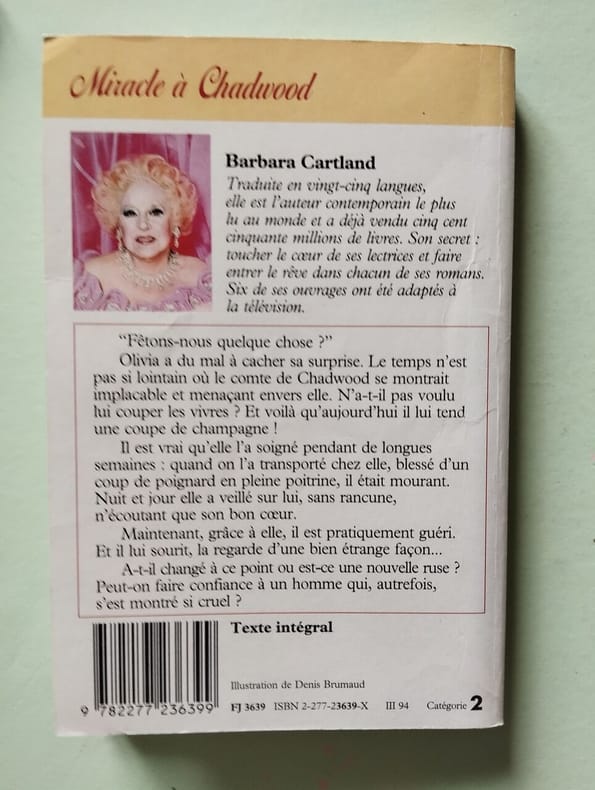 Miracle à Chadwood
Barbara Cartland
Traduite en vingt-cinq langues,
elle est l'auteur contemporain le plus
lu au monde et a déjà vendu cinq cent
cinquante millions de livres. Son secret :
toucher le cœur de ses lectrices et faire
entrer le rêve dans chacun de ses romans.
Six de ses ouvrages ont été adaptés à
la télévision.
“Fêtons-nous quelque chose ?”
Olivia a du mal à cacher sa surprise. Le temps n'est
pas si lointain où le comte de Chadwood se montrait
implacable et menaçant envers elle. N'a-t-il pas voulu
lui couper les vivres ? Et voilà qu'aujourd'hui il lui tend
une coupe de champagne !
Il est vrai qu'elle l'a soigné pendant de longues
semaines : quand on l'a transporté chez elle, blessé d'un
coup de poignard en pleine poitrine, il était mourant.
Nuit et jour elle a veillé sur lui, sans rancune,
n'écoutant que son bon cœur.
Maintenant, grâce à elle, il est pratiquement guéri.
Et il lui sourit, la regarde d'une bien étrange façon...
A-t-il changé à ce point ou est-ce une nouvelle ruse ?
Peut-on faire confiance à un homme qui, autrefois,
s'est montré si cruel ?
Texte intégral
Illustration de Denis Brumaud
9 782277 236399
FJ 3639 ISBN 2-277-23639-X III 94 Catégorie 2